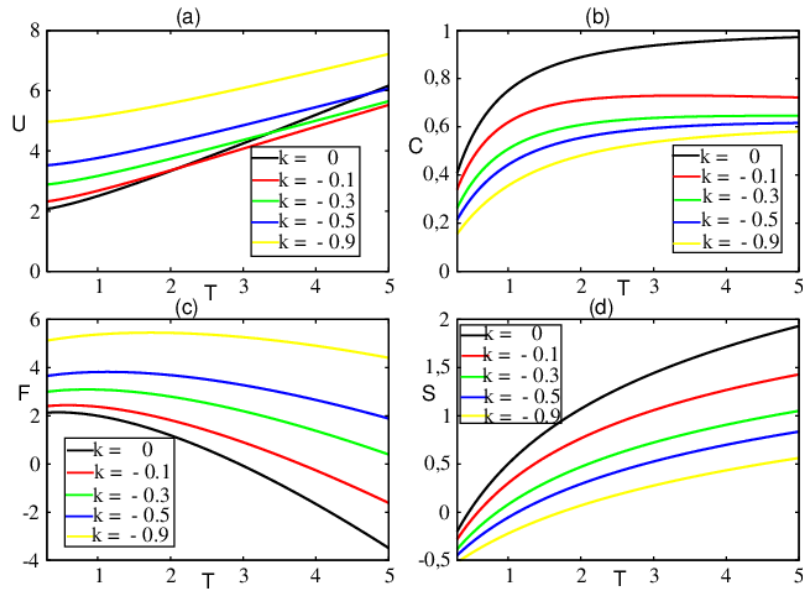 (a)
8
6
U
4
2
0
k = 0
k = - 0.1
k = - 0.3
k = - 0.5
k = - 0.9
1 2 3 4 5
T
(b)
1
0,8
0,6
C
0,4
0,2
0
k = 0
k = - 0.1
k = - 0.3
k = - 0.5
k = - 0.9
1 2 3 4 5
T
(c)
6
4
F
2
0
-2
-4
k = 0
k = - 0.1
k = - 0.3
k = - 0.5
k = - 0.9
1 2 3 4 5
T
(d)
2
1,5
S
1
0,5
0
-0,5
k = 0
k = - 0.1
k = - 0.3
k = - 0.5
k = - 0.9
1 2 3 4 5
T